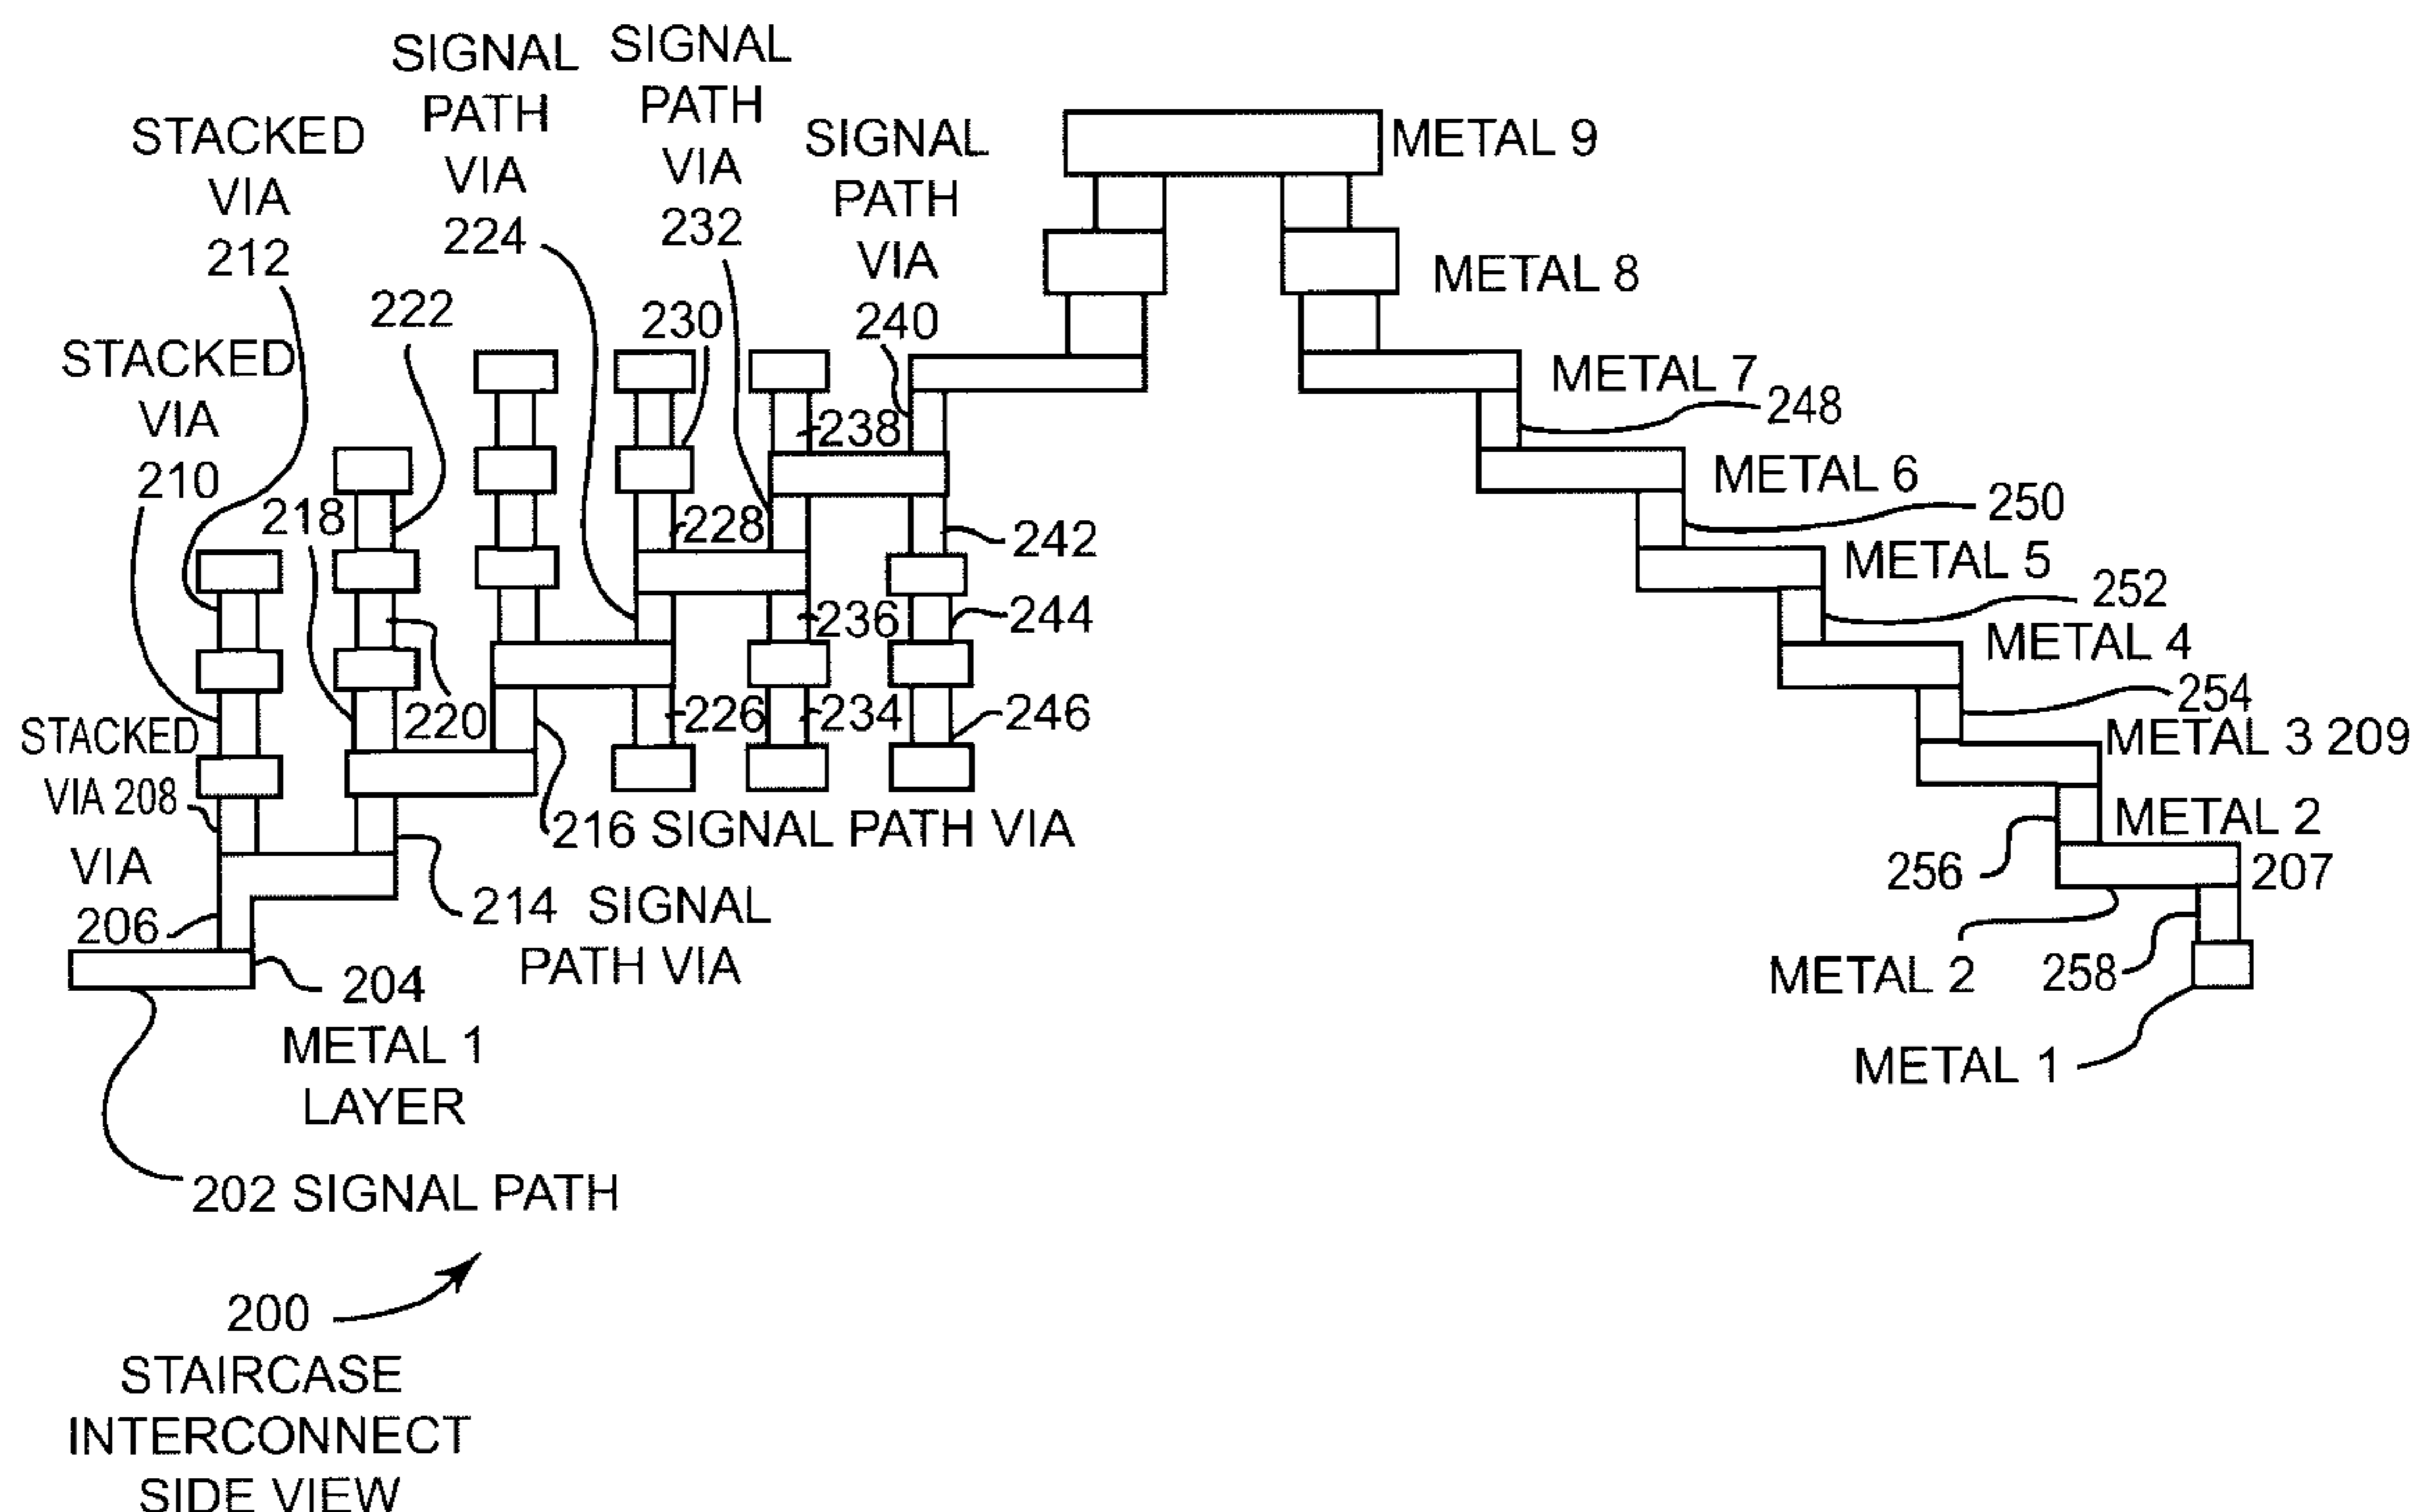 SIGNAL
PATH
VIA
224
SIGNAL
PATH
VIA
232
STACKED
VIA
212
SIGNAL
PATH
VIA
240
METAL 9
METAL 8
222
230
STACKED
VIA
210
METAL 7
248
238
METAL 6
250
218
228
242
METAL 5
252
236
244
METAL 4
254
220
226
234
246
STACKED
VIA 208
METAL 3 209
216 SIGNAL PATH VIA
METAL 2
207
VIA
206
256
214 SIGNAL
PATH VIA
METAL 2
258
204
METAL 1
LAYER
METAL 1
202 SIGNAL PATH
200
STAIRCASE
INTERCONNECT
SIDE VIEW